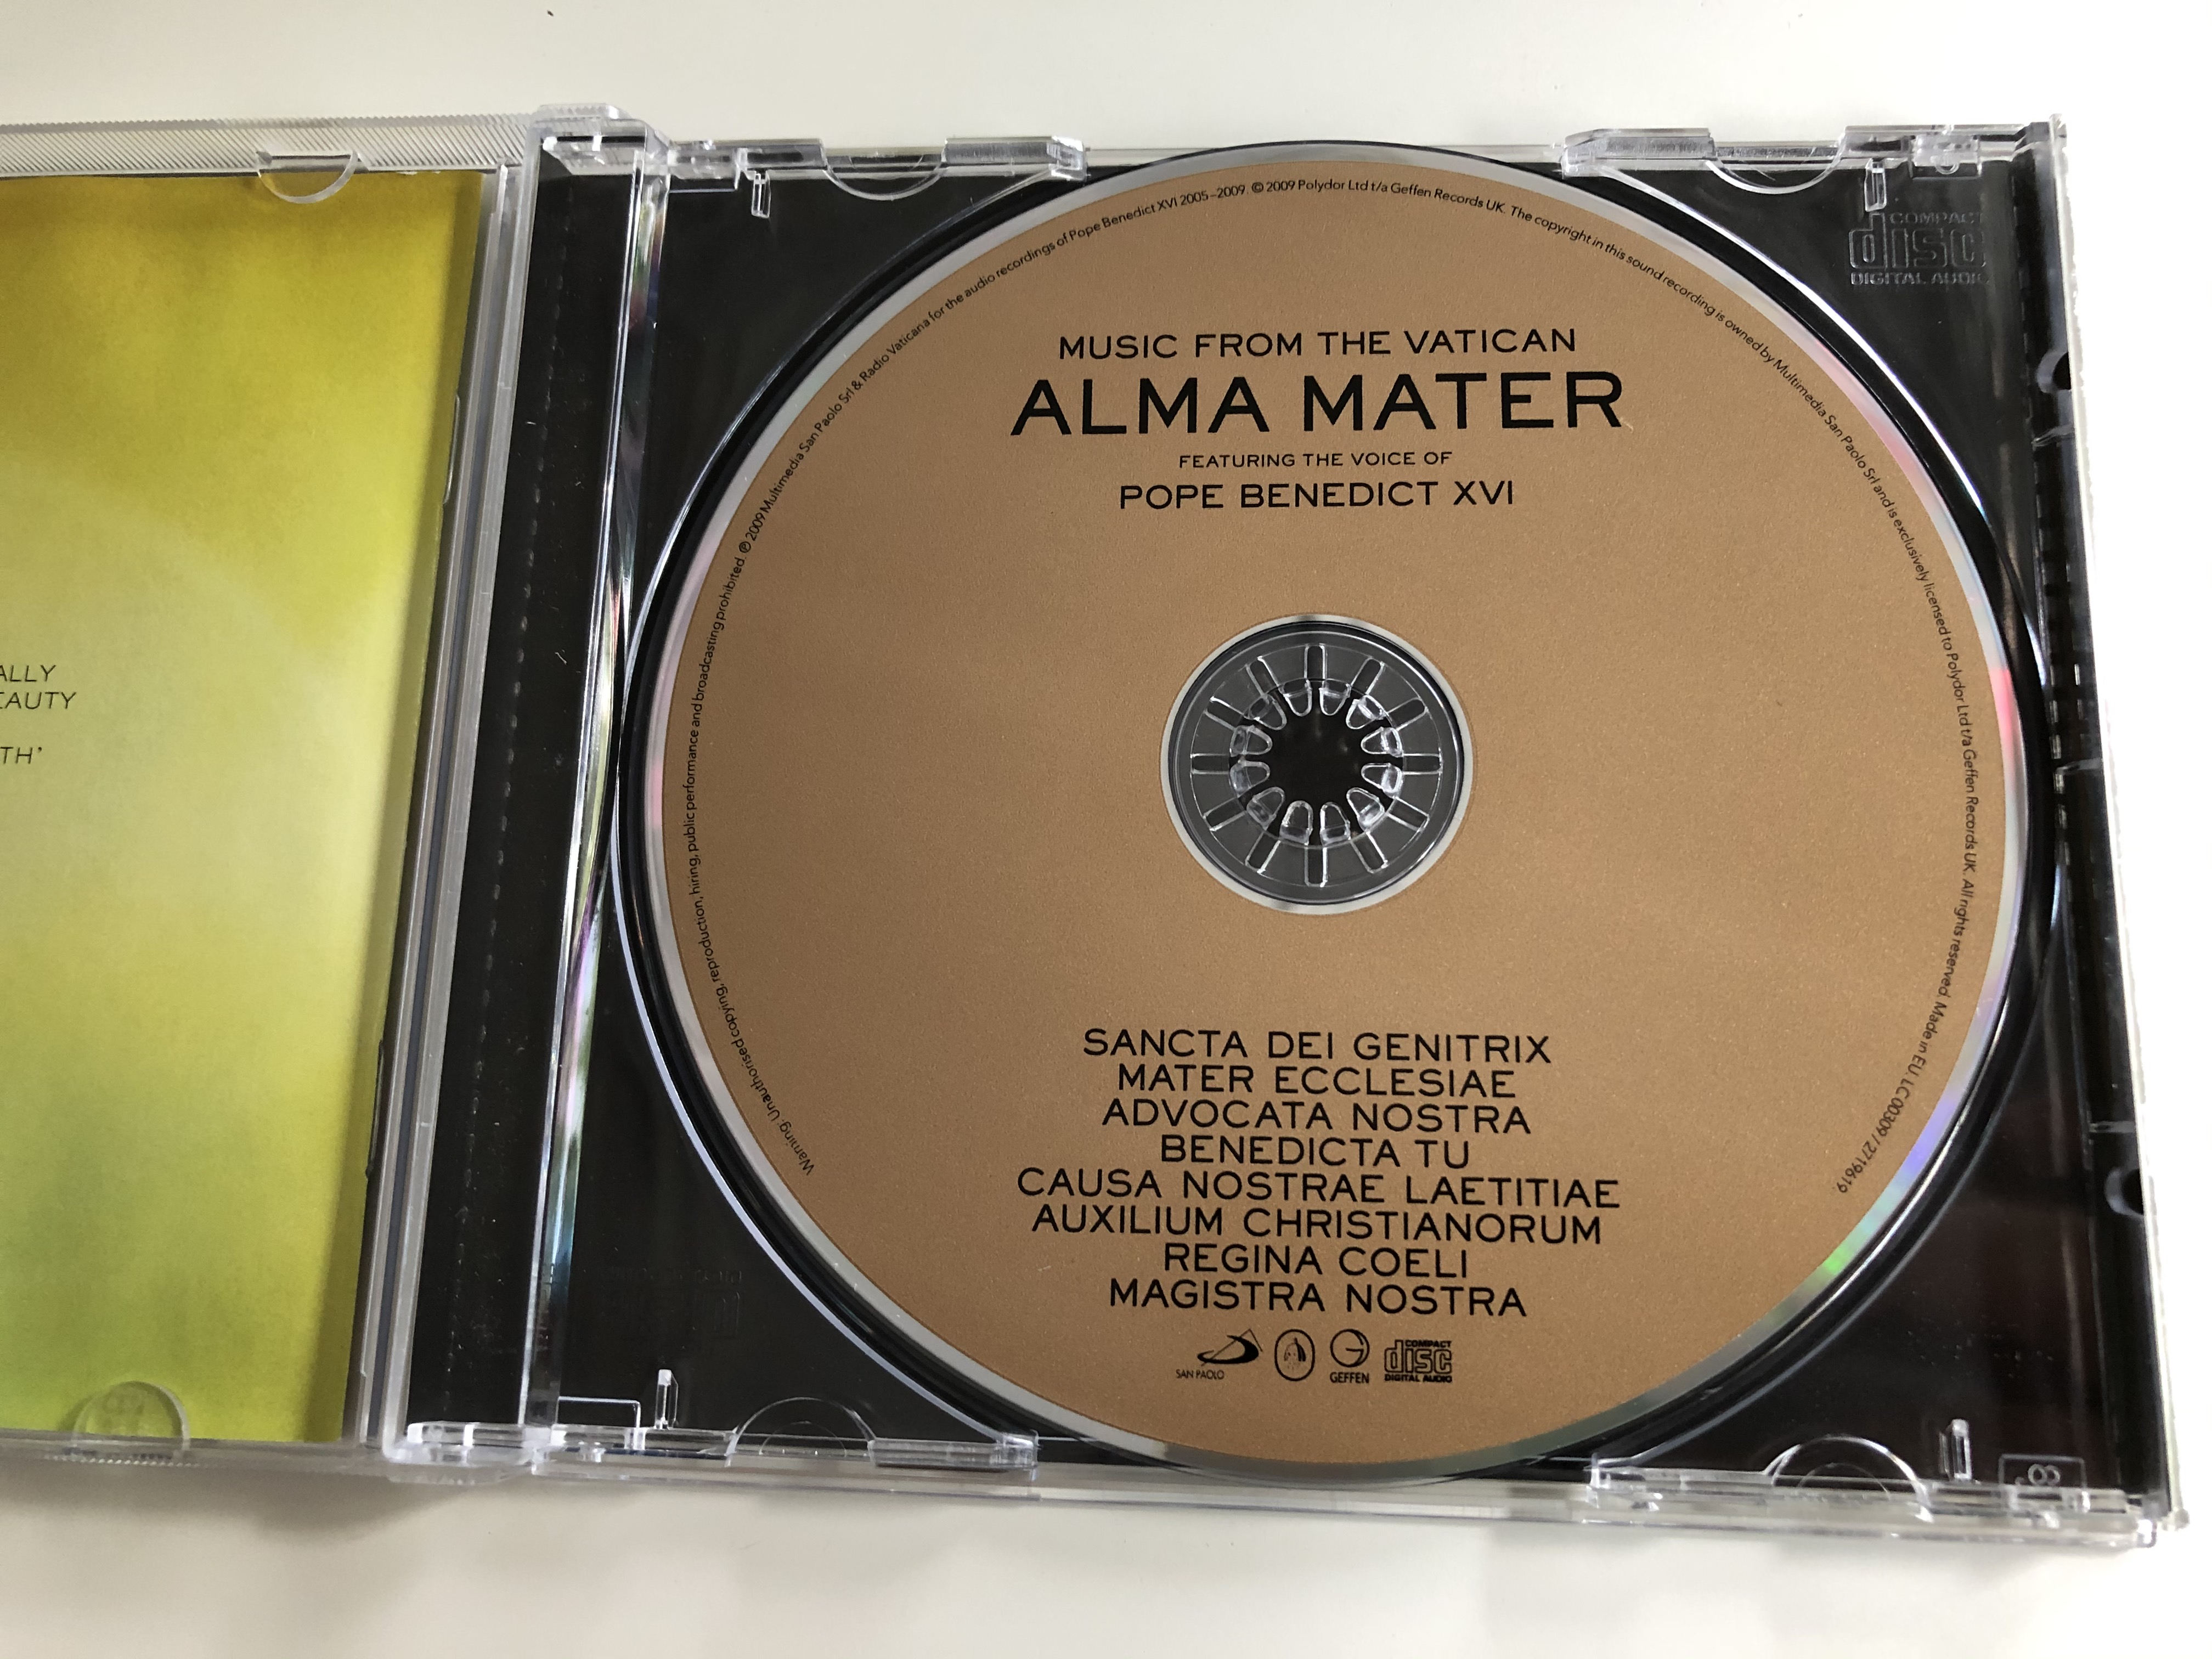 ALLY
EAUTY
TH'
COMPACT
disc
DIGITAL AUDIO
MUSIC FROM THE VATICAN
ALMA MATER
FEATURING THE VOICE OF
POPE BENEDICT XVI
SANCTA DEI GENITRIX
MATER ECCLESIAE
ADVOCATA NOSTRA
BENEDICTA TU
CAUSA NOSTRAE LAETITIAE
AUXILIUM CHRISTIANORUM
REGINA COELI
MAGISTRA NOSTRA
SAN PAOLO
GEFFEN
COMPACT
disc
DIGITAL AUDIO
Warning: Unauthorised copying, reproduction, hiring, public performance and broadcasting prohibited. ℗ 2009 Multimedia San Paolo Srl & Radio Vaticana for the audio recordings of Pope Benedict XVI 2005–2009. © 2009 Polydor Ltd t/a Geffen Records UK. The copyright in this sound recording is owned by Multimedia San Paolo Srl and is exclusively licensed to Polydor Ltd t/a Geffen Records UK. All rights reserved. Made in EU. LC 00309 / 2719619.